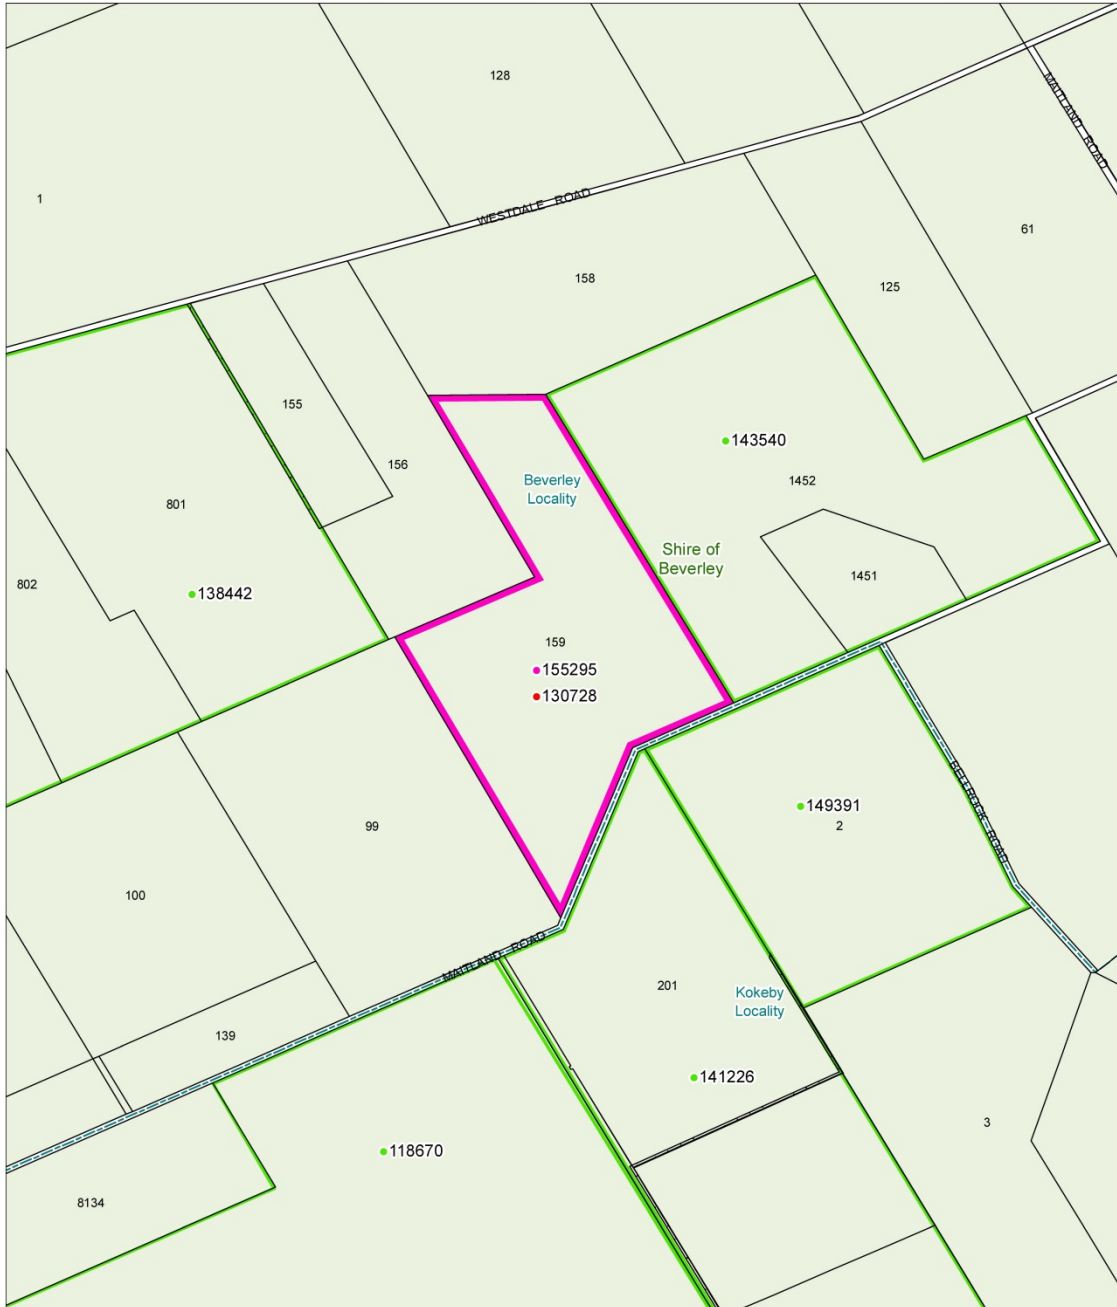 128
MAITLAND ROAD
1
WESTDALE ROAD
61
158
125
155
143540
156
Beverley
Locality
1452
801
Shire of
Beverley
802
138442
1451
159
155295
130728
149391
BELLROCK ROAD
99
2
100
MAITLAND ROAD
201
Kokeby
Locality
139
141226
3
118670
8134